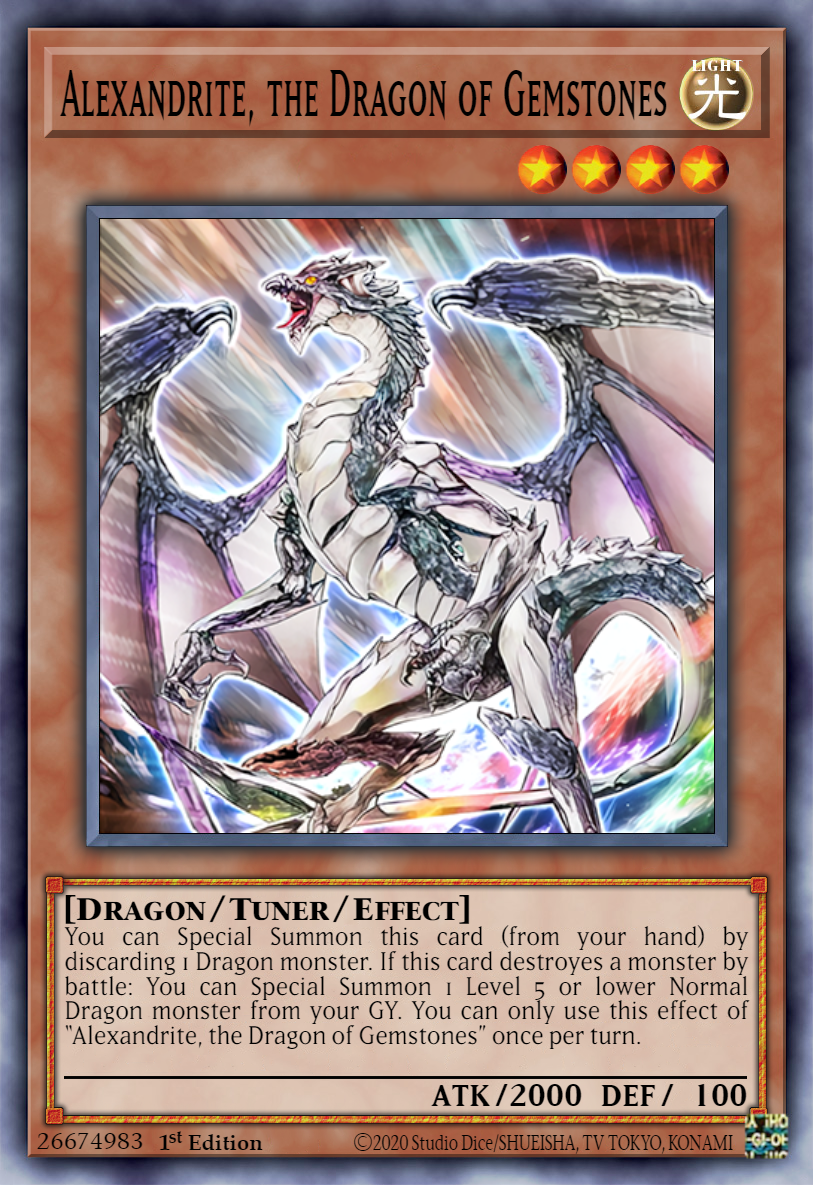 Alexandrite, the Dragon of Gemstones
LIGHT
光
[Dragon/Tuner/Effect]
You can Special Summon this card (from your hand) by
discarding 1 Dragon monster. If this card destroyes a monster by
battle: You can Special Summon 1 Level 5 or lower Normal
Dragon monster from your GY. You can only use this effect of
“Alexandrite, the Dragon of Gemstones” once per turn.
ATK/2000 DEF/ 100
26674983 1st Edition ©2020 Studio Dice/SHUEISHA, TV TOKYO, KONAMI